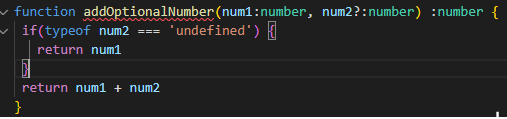 function addOptionalNumber(num1:number, num2?:number) :number {
if(typeof num2 === 'undefined') {
return num1
}
return num1 + num2
}